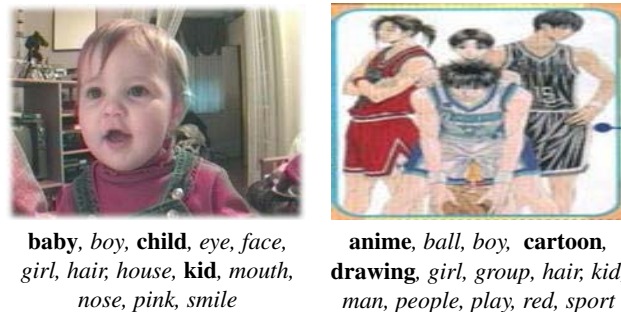 15
baby, boy, child, eye, face,
girl, hair, house, kid, mouth,
nose, pink, smile
anime, ball, boy, cartoon,
drawing, girl, group, hair, kid,
man, people, play, red, sport